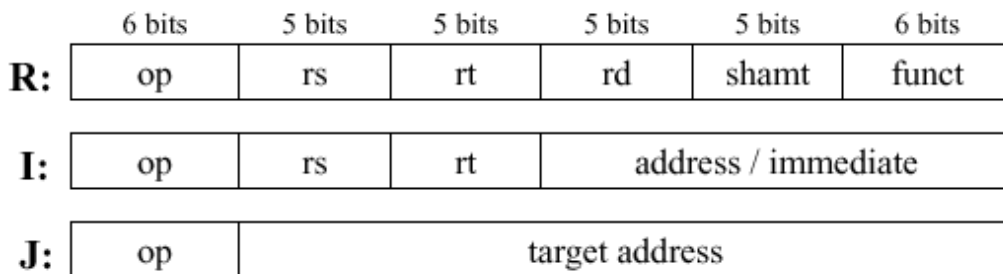 6 bits 5 bits 5 bits 5 bits 5 bits 6 bits
R: op rs rt rd shamt funct
I: op rs rt address / immediate
J: op target address